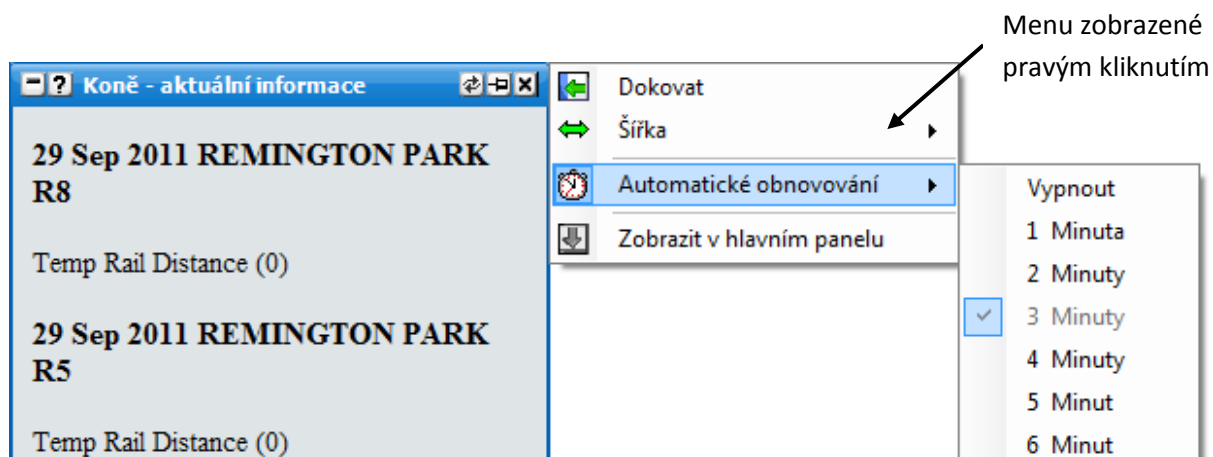 Menu zobrazené
pravým kliknutím
Koně - aktuální informace
29 Sep 2011 REMINGTON PARK
R8
Temp Rail Distance (0)
29 Sep 2011 REMINGTON PARK
R5
Temp Rail Distance (0)
Dokovat
Šířka
Automatické obnovování
Zobrazit v hlavním panelu
Vypnout
1 Minuta
2 Minuty
3 Minuty
4 Minuty
5 Minut
6 Minut